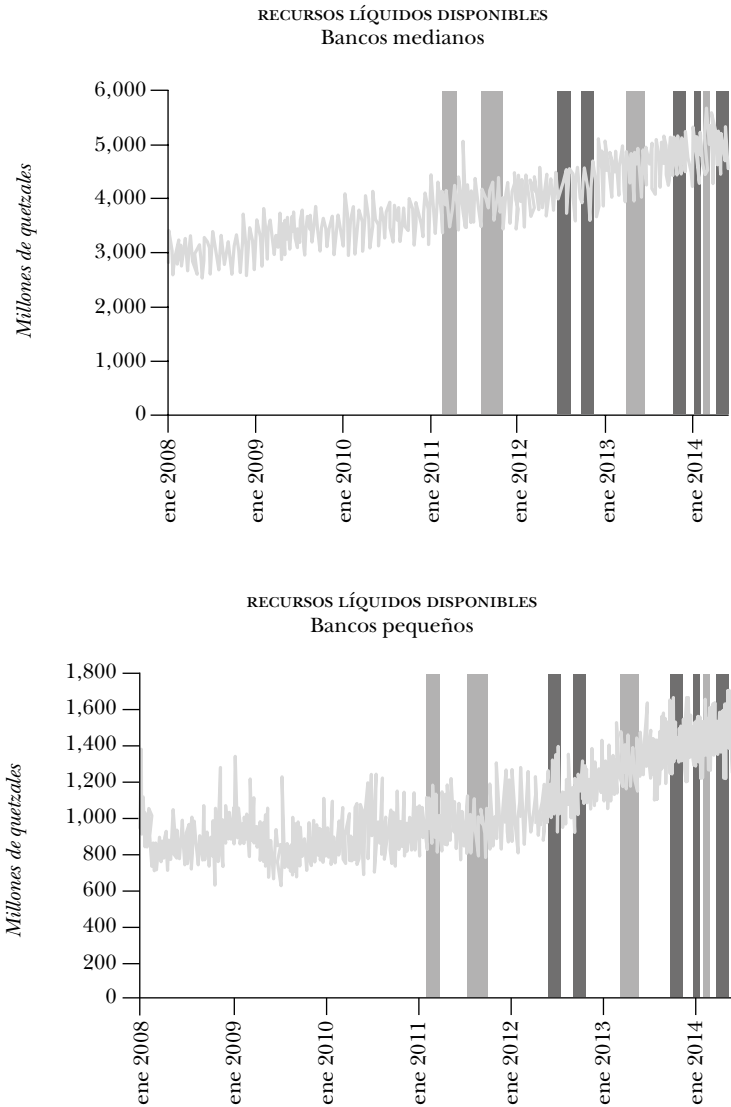 RECURSOS LÍQUIDOS DISPONIBLES
Bancos medianos
Millones de quetzales
6,000
5,000
4,000
3,000
2,000
1,000
0
ene 2008
ene 2009
ene 2010
ene 2011
ene 2012
ene 2013
ene 2014
RECURSOS LÍQUIDOS DISPONIBLES
Bancos pequeños
Millones de quetzales
1,800
1,600
1,400
1,200
1,000
800
600
400
200
0
ene 2008
ene 2009
ene 2010
ene 2011
ene 2012
ene 2013
ene 2014